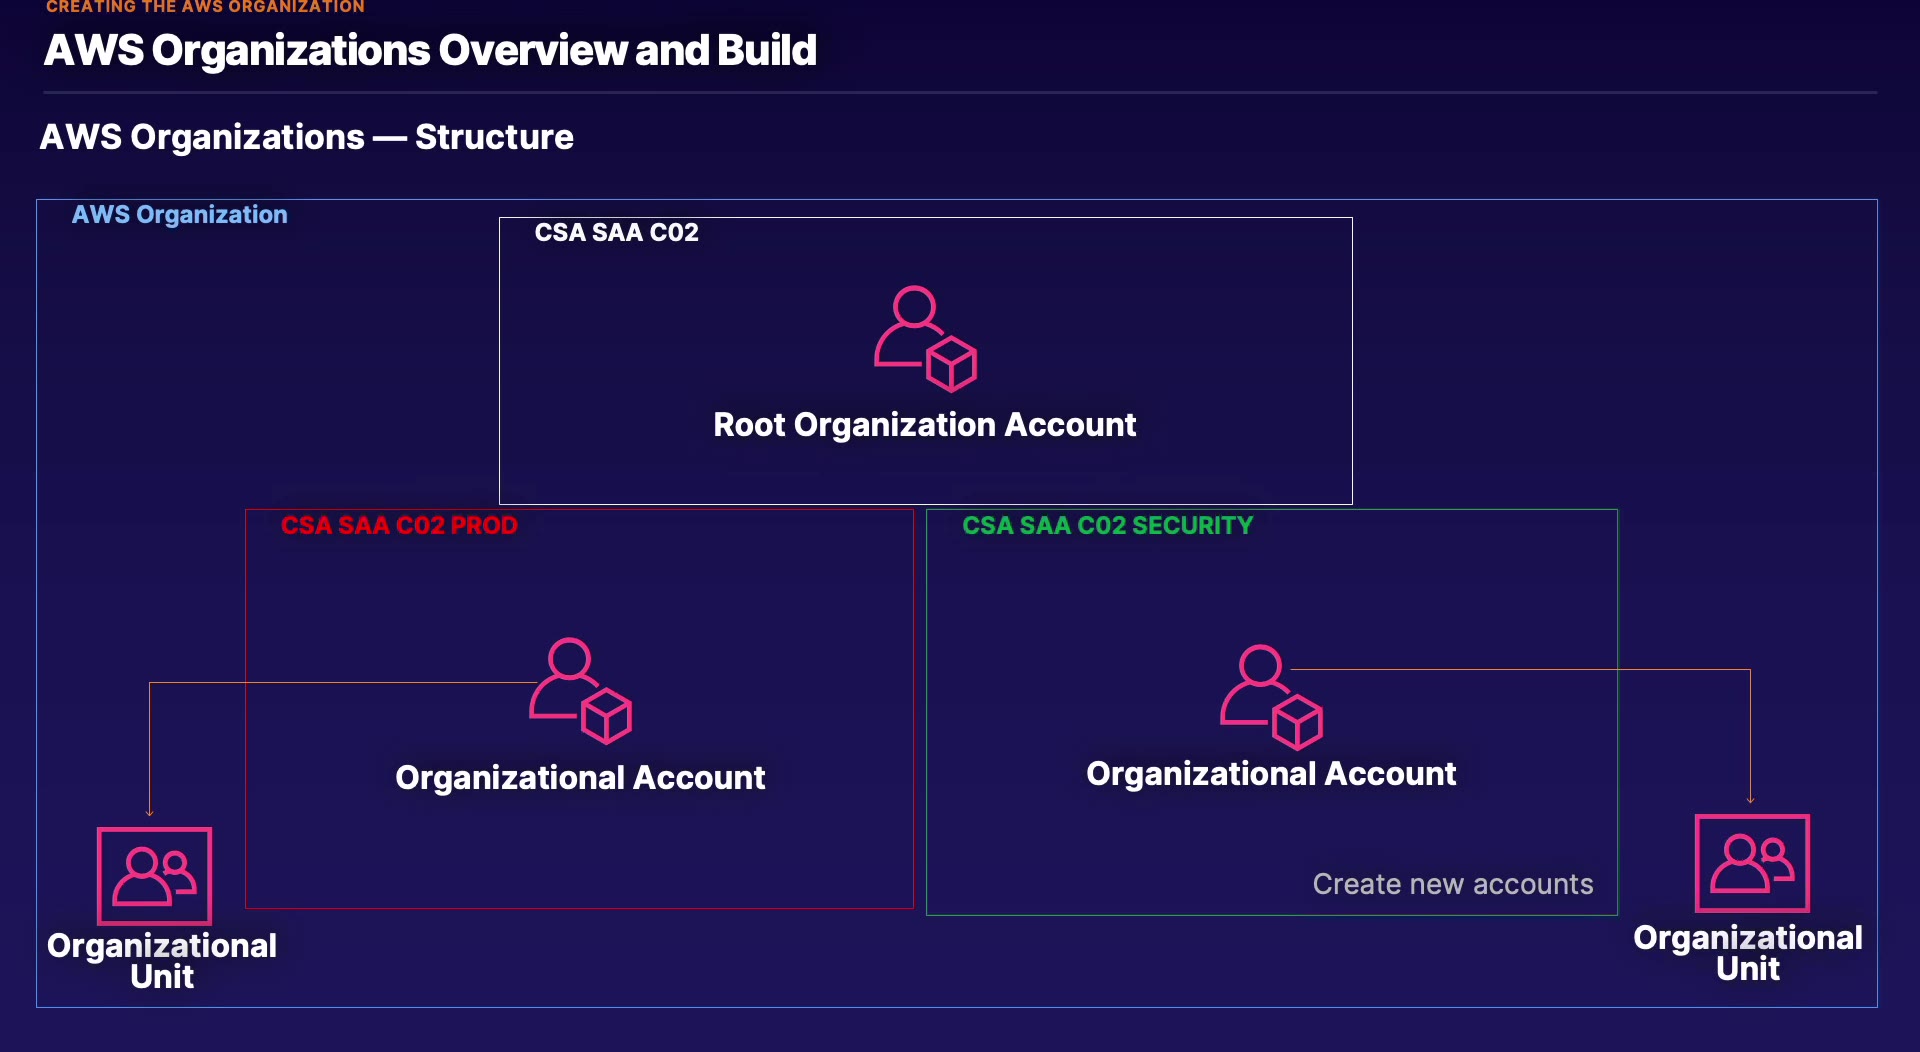 CREATING THE AWS ORGANIZATION
AWS Organizations Overview and Build
AWS Organizations — Structure
AWS Organization
CSA SAA C02
Root Organization Account
CSA SAA C02 PROD
CSA SAA C02 SECURITY
Organizational Account
Organizational Account
Create new accounts
Organizational
Unit
Organizational
Unit